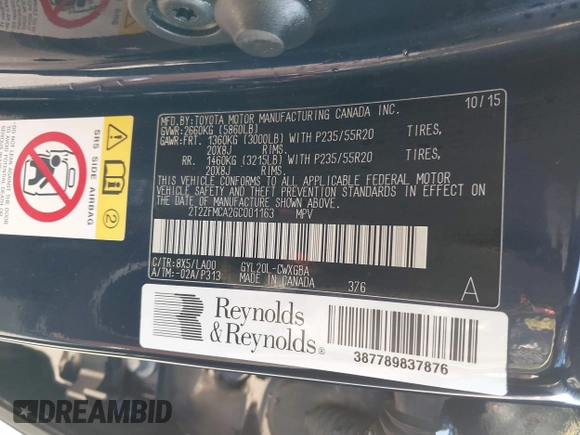 MFD.BY:TOYOTA MOTOR MANUFACTURING CANADA INC. 10/15
GVWR:2660KG (5860LB)
GAWR:FRT. 1360KG (3000LB) WITH P235/55R20 TIRES,
20X8J RIMS.
RR. 1460KG (3215LB) WITH P235/55R20 TIRES,
20X8J RIMS.
THIS VEHICLE CONFORMS TO ALL APPLICABLE FEDERAL MOTOR
VEHICLE SAFETY AND THEFT PREVENTION STANDARDS IN EFFECT ON
THE DATE OF MANUFACTURE SHOWN ABOVE.
2T2ZFMCA2GC001163 MPV
C/TR:8X5/LA00 GYL20L-CWXGBA
A/TM:-02A/P313 MADE IN CANADA 376 A
SRS SIDE AIRBAG
2
Reynolds
& Reynolds®
387789837876
DREAMBID